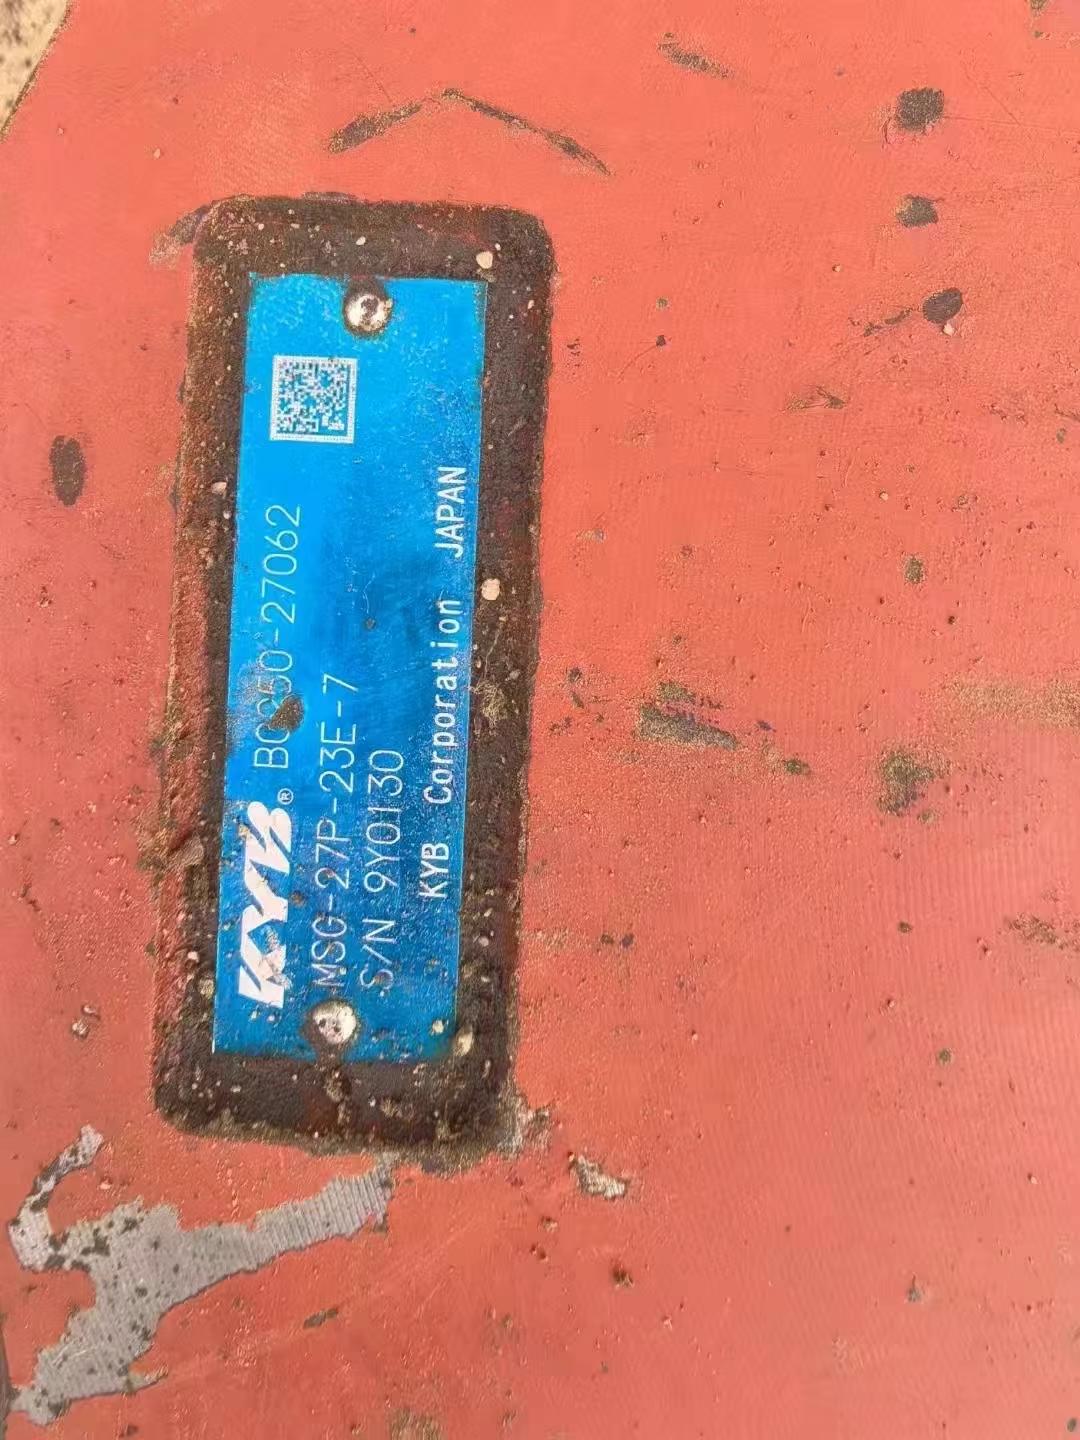 KYB® B0250-27062
MSG-27P-23E-7
S/N 9Y0130
KYB Corporation JAPAN